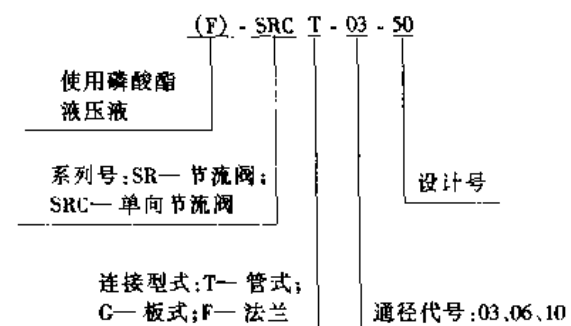 (F)-SRC T-03-50
使用磷酸酯
液压液
系列号:SR—节流阀;
SRC—单向节流阀
设计号
连接型式:T—管式;
G—板式;F—法兰
通径代号:03、06、10